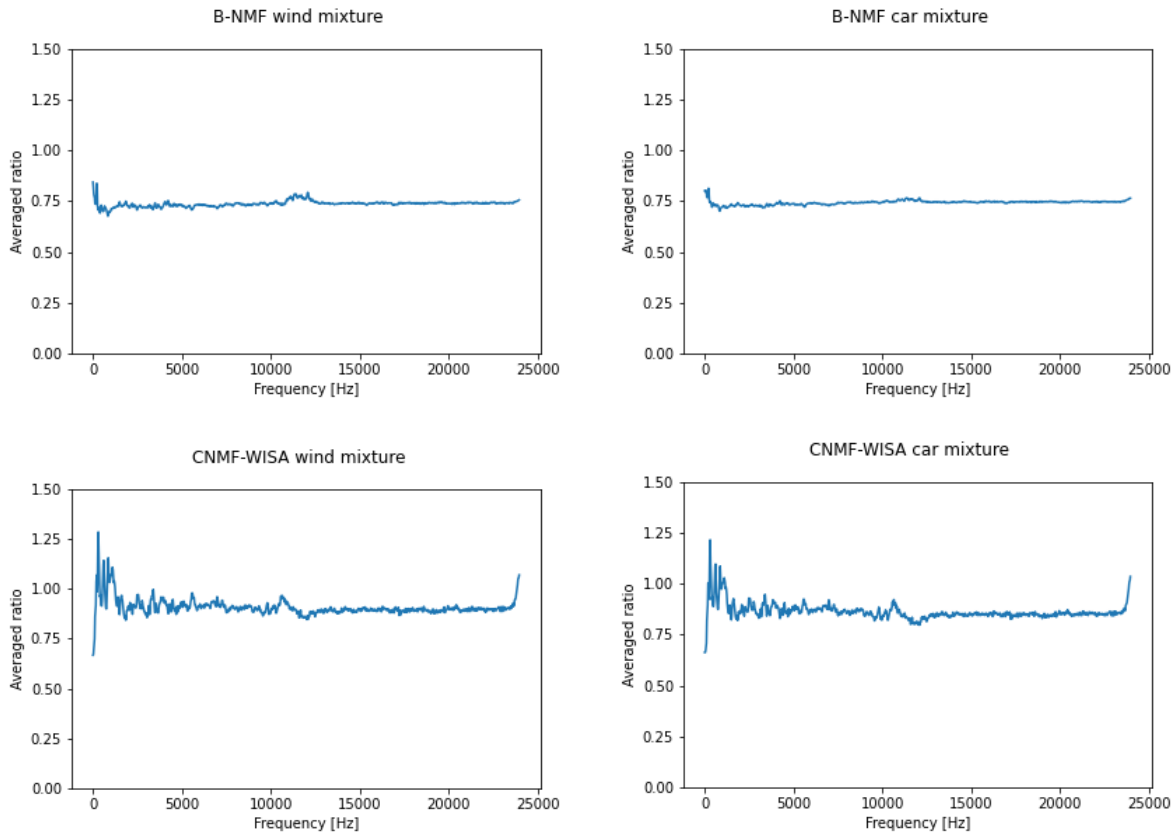 B-NMF wind mixture
1.50
1.25
1.00
0.75
0.50
0.25
0.00
Averaged ratio
0 5000 10000 15000 20000 25000
Frequency [Hz]
B-NMF car mixture
1.50
1.25
1.00
0.75
0.50
0.25
0.00
Averaged ratio
0 5000 10000 15000 20000 25000
Frequency [Hz]
CNMF-WISA wind mixture
1.50
1.25
1.00
0.75
0.50
0.25
0.00
Averaged ratio
0 5000 10000 15000 20000 25000
Frequency [Hz]
CNMF-WISA car mixture
1.50
1.25
1.00
0.75
0.50
0.25
0.00
Averaged ratio
0 5000 10000 15000 20000 25000
Frequency [Hz]